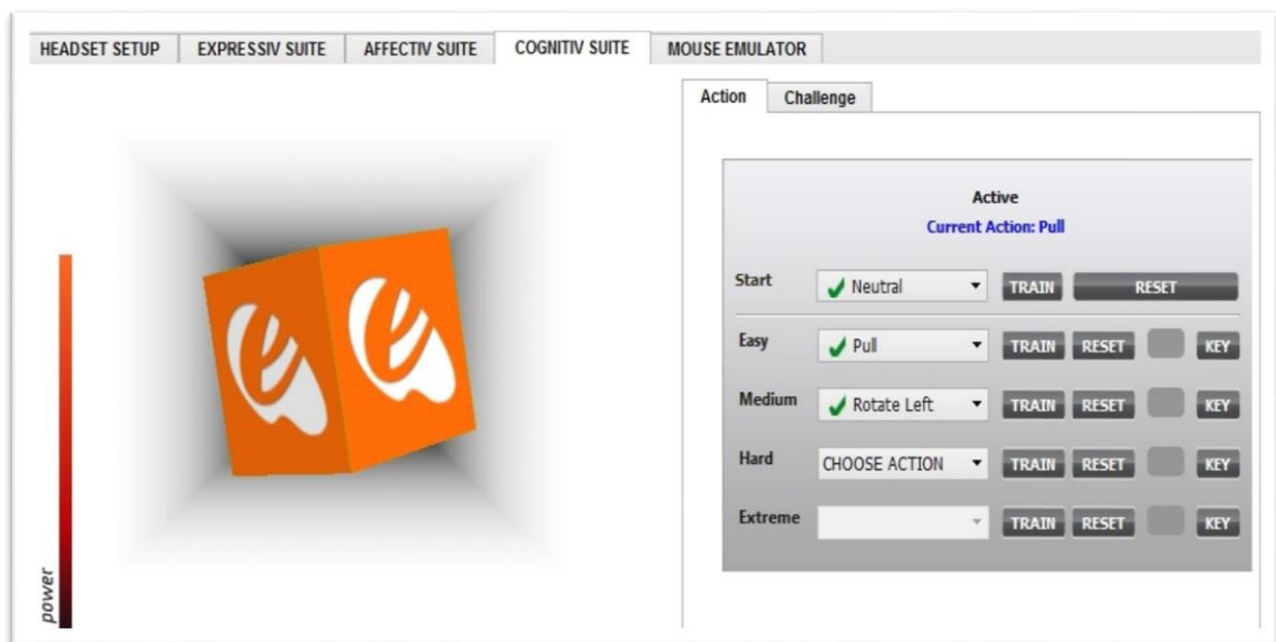 HEADSET SETUP EXPRESSIV SUITE AFFECTIV SUITE COGNITIV SUITE MOUSE EMULATOR
Action Challenge
Active
Current Action: Pull
Start Neutral TRAIN RESET
Easy Pull TRAIN RESET KEY
Medium Rotate Left TRAIN RESET KEY
Hard CHOOSE ACTION TRAIN RESET KEY
Extreme TRAIN RESET KEY
power